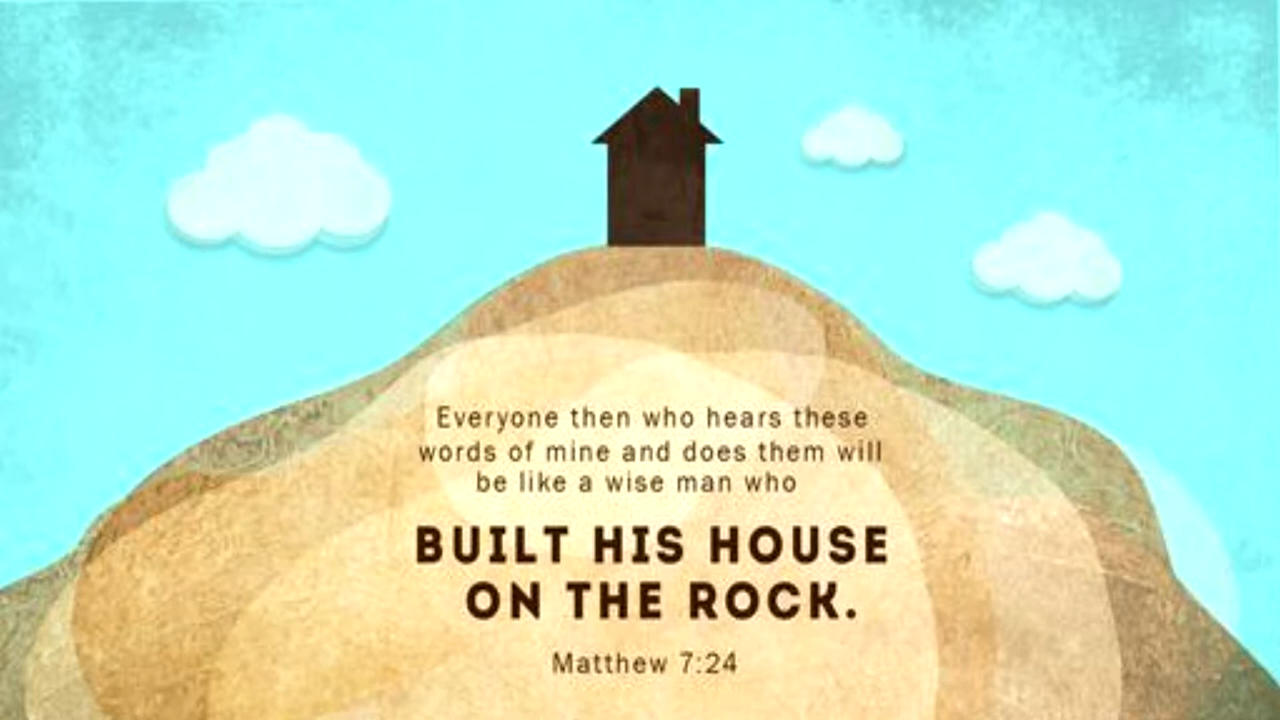 Everyone then who hears these
words of mine and does them will
be like a wise man who
BUILT HIS HOUSE
ON THE ROCK.
Matthew 7:24